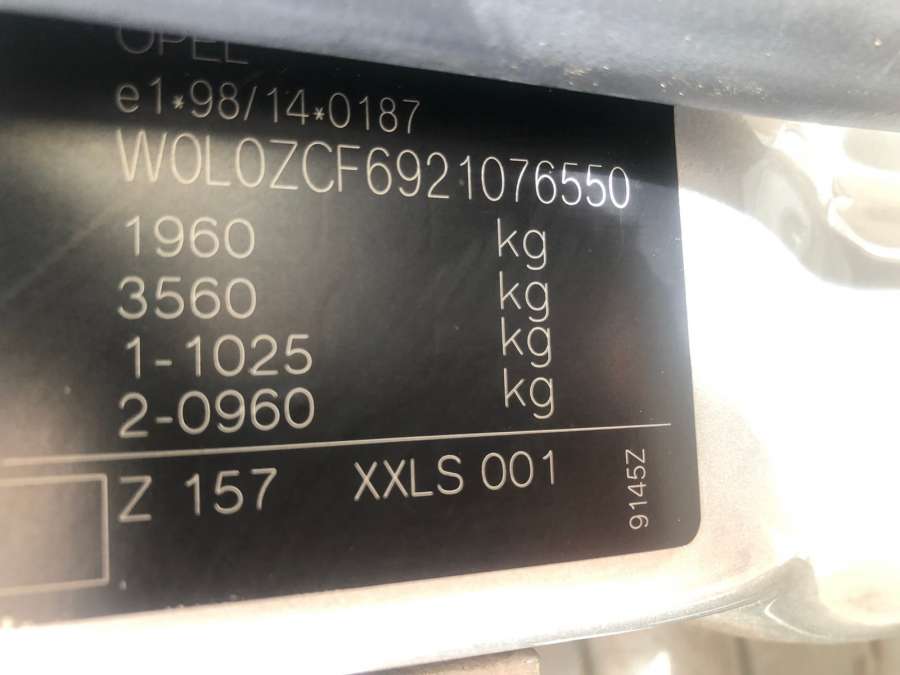 OPEL
e1*98/14*0187
W0L0ZCF6921076550
1960 kg
3560 kg
1-1025 kg
2-0960 kg
Z 157 XXLS 001
9145Z